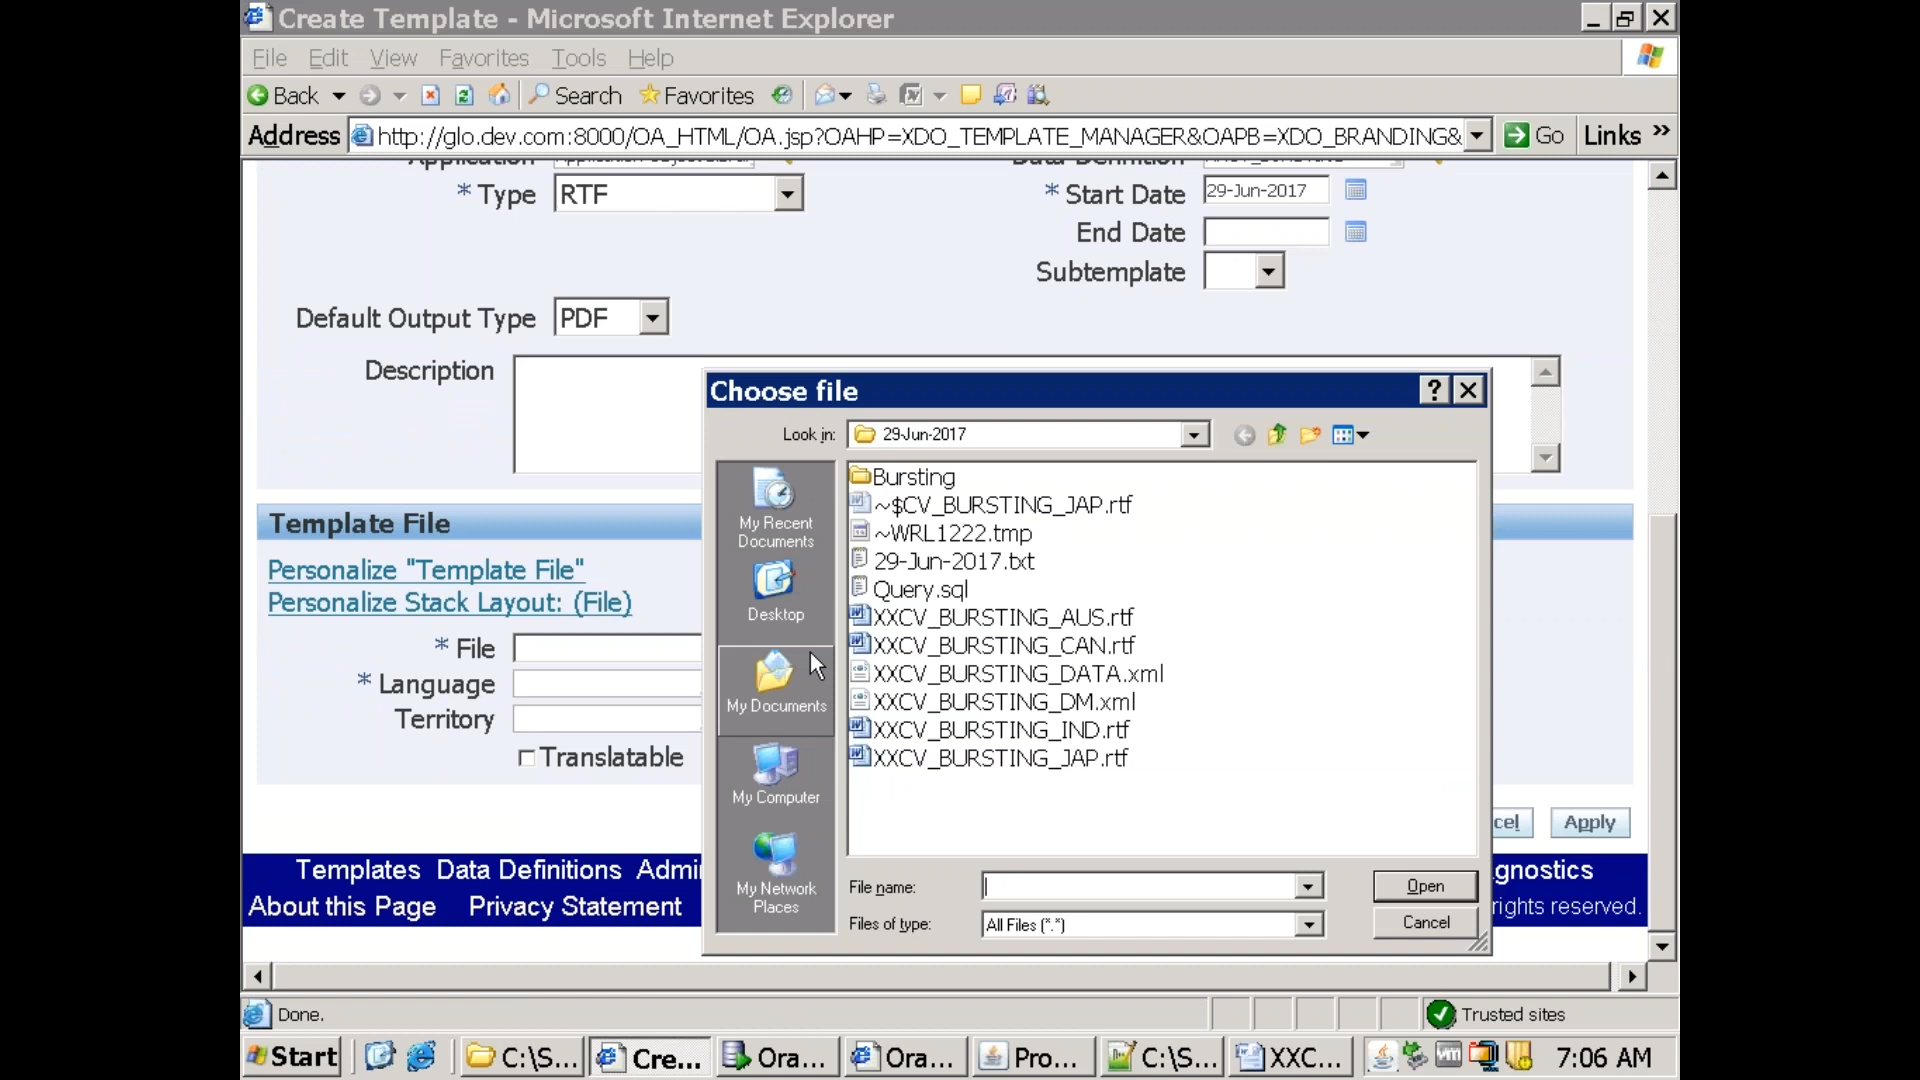 Create Template - Microsoft Internet Explorer
File Edit View Favorites Tools Help
Back Search Favorites
Address http://glo.dev.com:8000/OA_HTML/OA.jsp?OAHP=XDO_TEMPLATE_MANAGER&OAPB=XDO_BRANDING& Go Links »
Application Data Definition
* Type RTF * Start Date 29-Jun-2017
End Date
Subtemplate
Default Output Type PDF
Description
Choose file
Look in: 29-Jun-2017
My Recent Documents
Desktop
My Documents
My Computer
My Network Places
Bursting
~$CV_BURSTING_JAP.rtf
~WRL1222.tmp
29-Jun-2017.txt
Query.sql
XXCV_BURSTING_AUS.rtf
XXCV_BURSTING_CAN.rtf
XXCV_BURSTING_DATA.xml
XXCV_BURSTING_DM.xml
XXCV_BURSTING_IND.rtf
XXCV_BURSTING_JAP.rtf
File name: Open
Files of type: All Files (*.*) Cancel
Template File
Personalize "Template File"
Personalize Stack Layout: (File)
* File
* Language
Territory
Translatable
cel Apply
Templates Data Definitions Admi gnostics
About this Page Privacy Statement rights reserved.
Done. Trusted sites
Start C:\S... Cre... Ora... Ora... Pro... C:\S... XXC... 7:06 AM